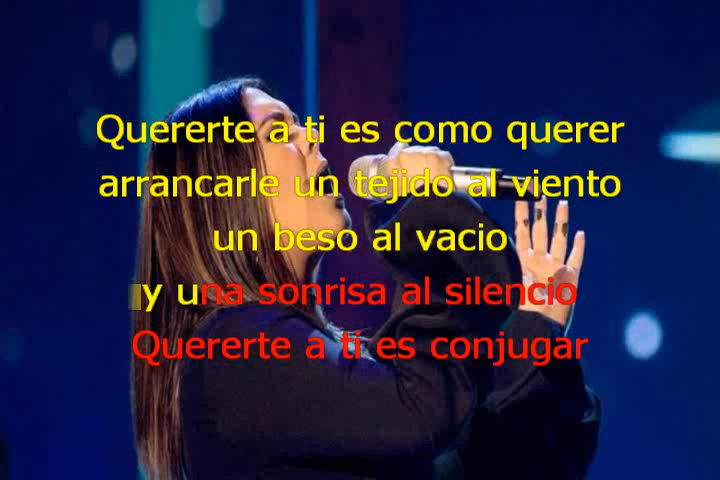 Quererte a ti es como querer
arrancarle un tejido al viento
un beso al vacio
y una sonrisa al silencio
Quererte a ti es conjugar